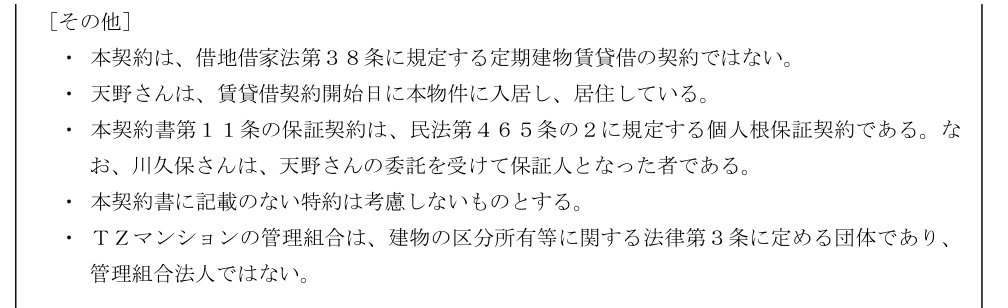 ［その他］
・ 本契約は、借地借家法第３８条に規定する定期建物賃貸借の契約ではない。
・ 天野さんは、賃貸借契約開始日に本物件に入居し、居住している。
・ 本契約書第１１条の保証契約は、民法第４６５条の２に規定する個人根保証契約である。な
お、川久保さんは、天野さんの委託を受けて保証人となった者である。
・ 本契約書に記載のない特約は考慮しないものとする。
・ ＴＺマンションの管理組合は、建物の区分所有等に関する法律第３条に定める団体であり、
管理組合法人ではない。